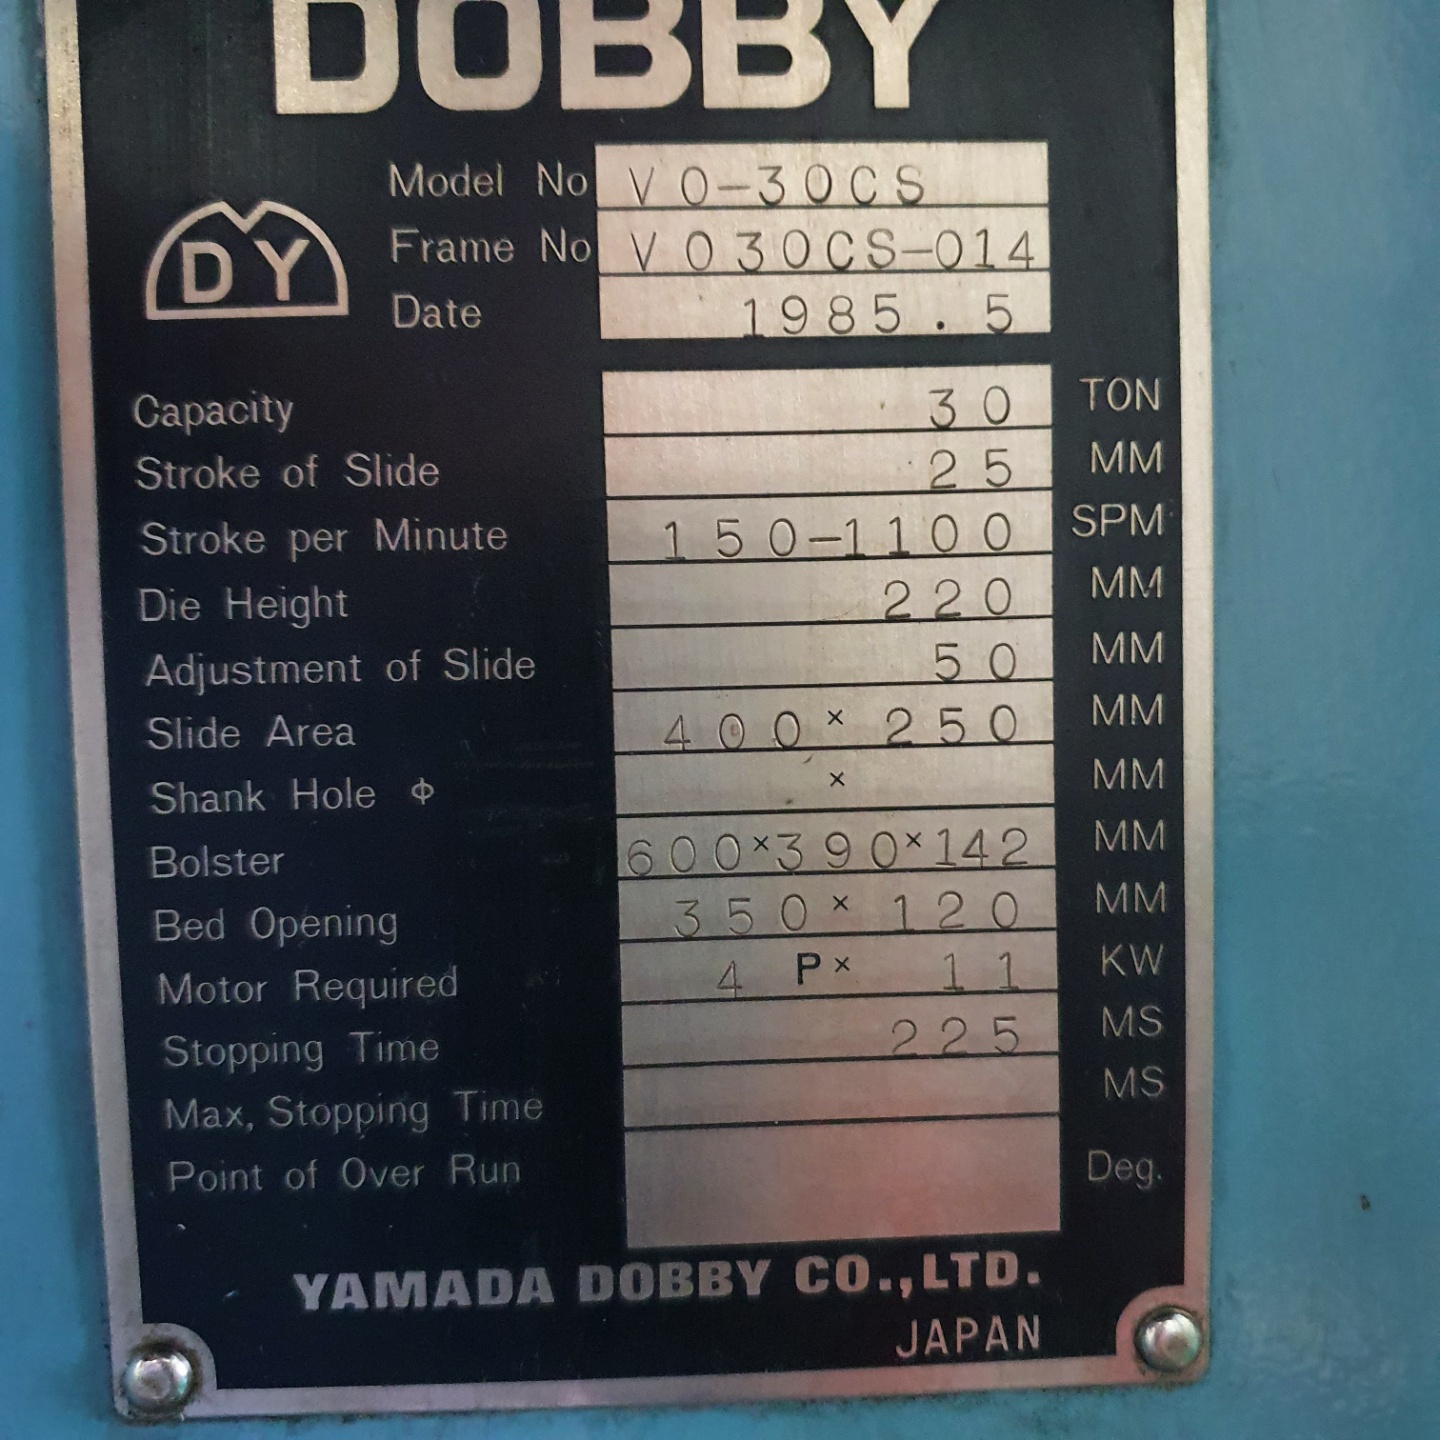 DOBBY
Model No V0-30CS
DY
Frame No V030CS-014
Date 1985.5
Capacity 30 TON
Stroke of Slide 25 MM
Stroke per Minute 150-1100 SPM
Die Height 220 MM
Adjustment of Slide 50 MM
Slide Area 400 × 250 MM
Shank Hole Φ × MM
Bolster 600×390×142 MM
Bed Opening 350 × 120 MM
Motor Required 4 P× 11 KW
Stopping Time 225 MS
Max, Stopping Time MS
Point of Over Run Deg.
YAMADA DOBBY CO.,LTD.
JAPAN